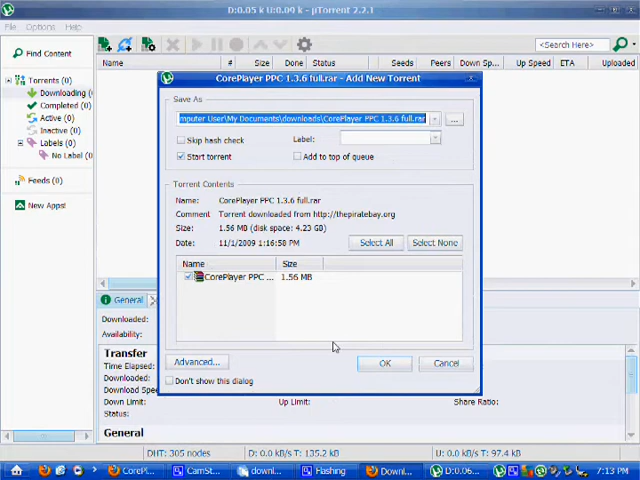 D:0.05 k U:0.09 k - µTorrent 2.2.1
File Options Help
<Search Here>
Find Content
Torrents (0)
Downloading
Completed (0)
Active (0)
Inactive (0)
Labels (0)
No Label (0)
Feeds (0)
New Apps!
Name # Size Done Status Seeds Peers Down Sp... Up Speed ETA Uploaded
CorePlayer PPC 1.3.6 full.rar - Add New Torrent
Save As
mputer User\My Documents\downloads\CorePlayer PPC 1.3.6 full.rar
...
Skip hash check
Label:
Start torrent
Add to top of queue
Torrent Contents
Name: CorePlayer PPC 1.3.6 full.rar
Comment Torrent downloaded from http://thepiratebay.org
Size: 1.56 MB (disk space: 4.23 GB)
Date: 11/1/2009 1:16:58 PM
Select All
Select None
Name Size
CorePlayer PPC ... 1.56 MB
Advanced...
OK
Cancel
Don't show this dialog
General
Downloaded:
Availability:
Transfer
Time Elapsed:
Downloaded:
Download Spe
Down Limit: Up Limit: Share Ratio:
Status:
General
DHT: 305 nodes D: 0.0 kB/s T: 135.2 kB U: 0.0 kB/s T: 97.4 kB
CorePl...
CamSt...
downl...
Flashing
Downl...
D:0.06...
7:13 PM